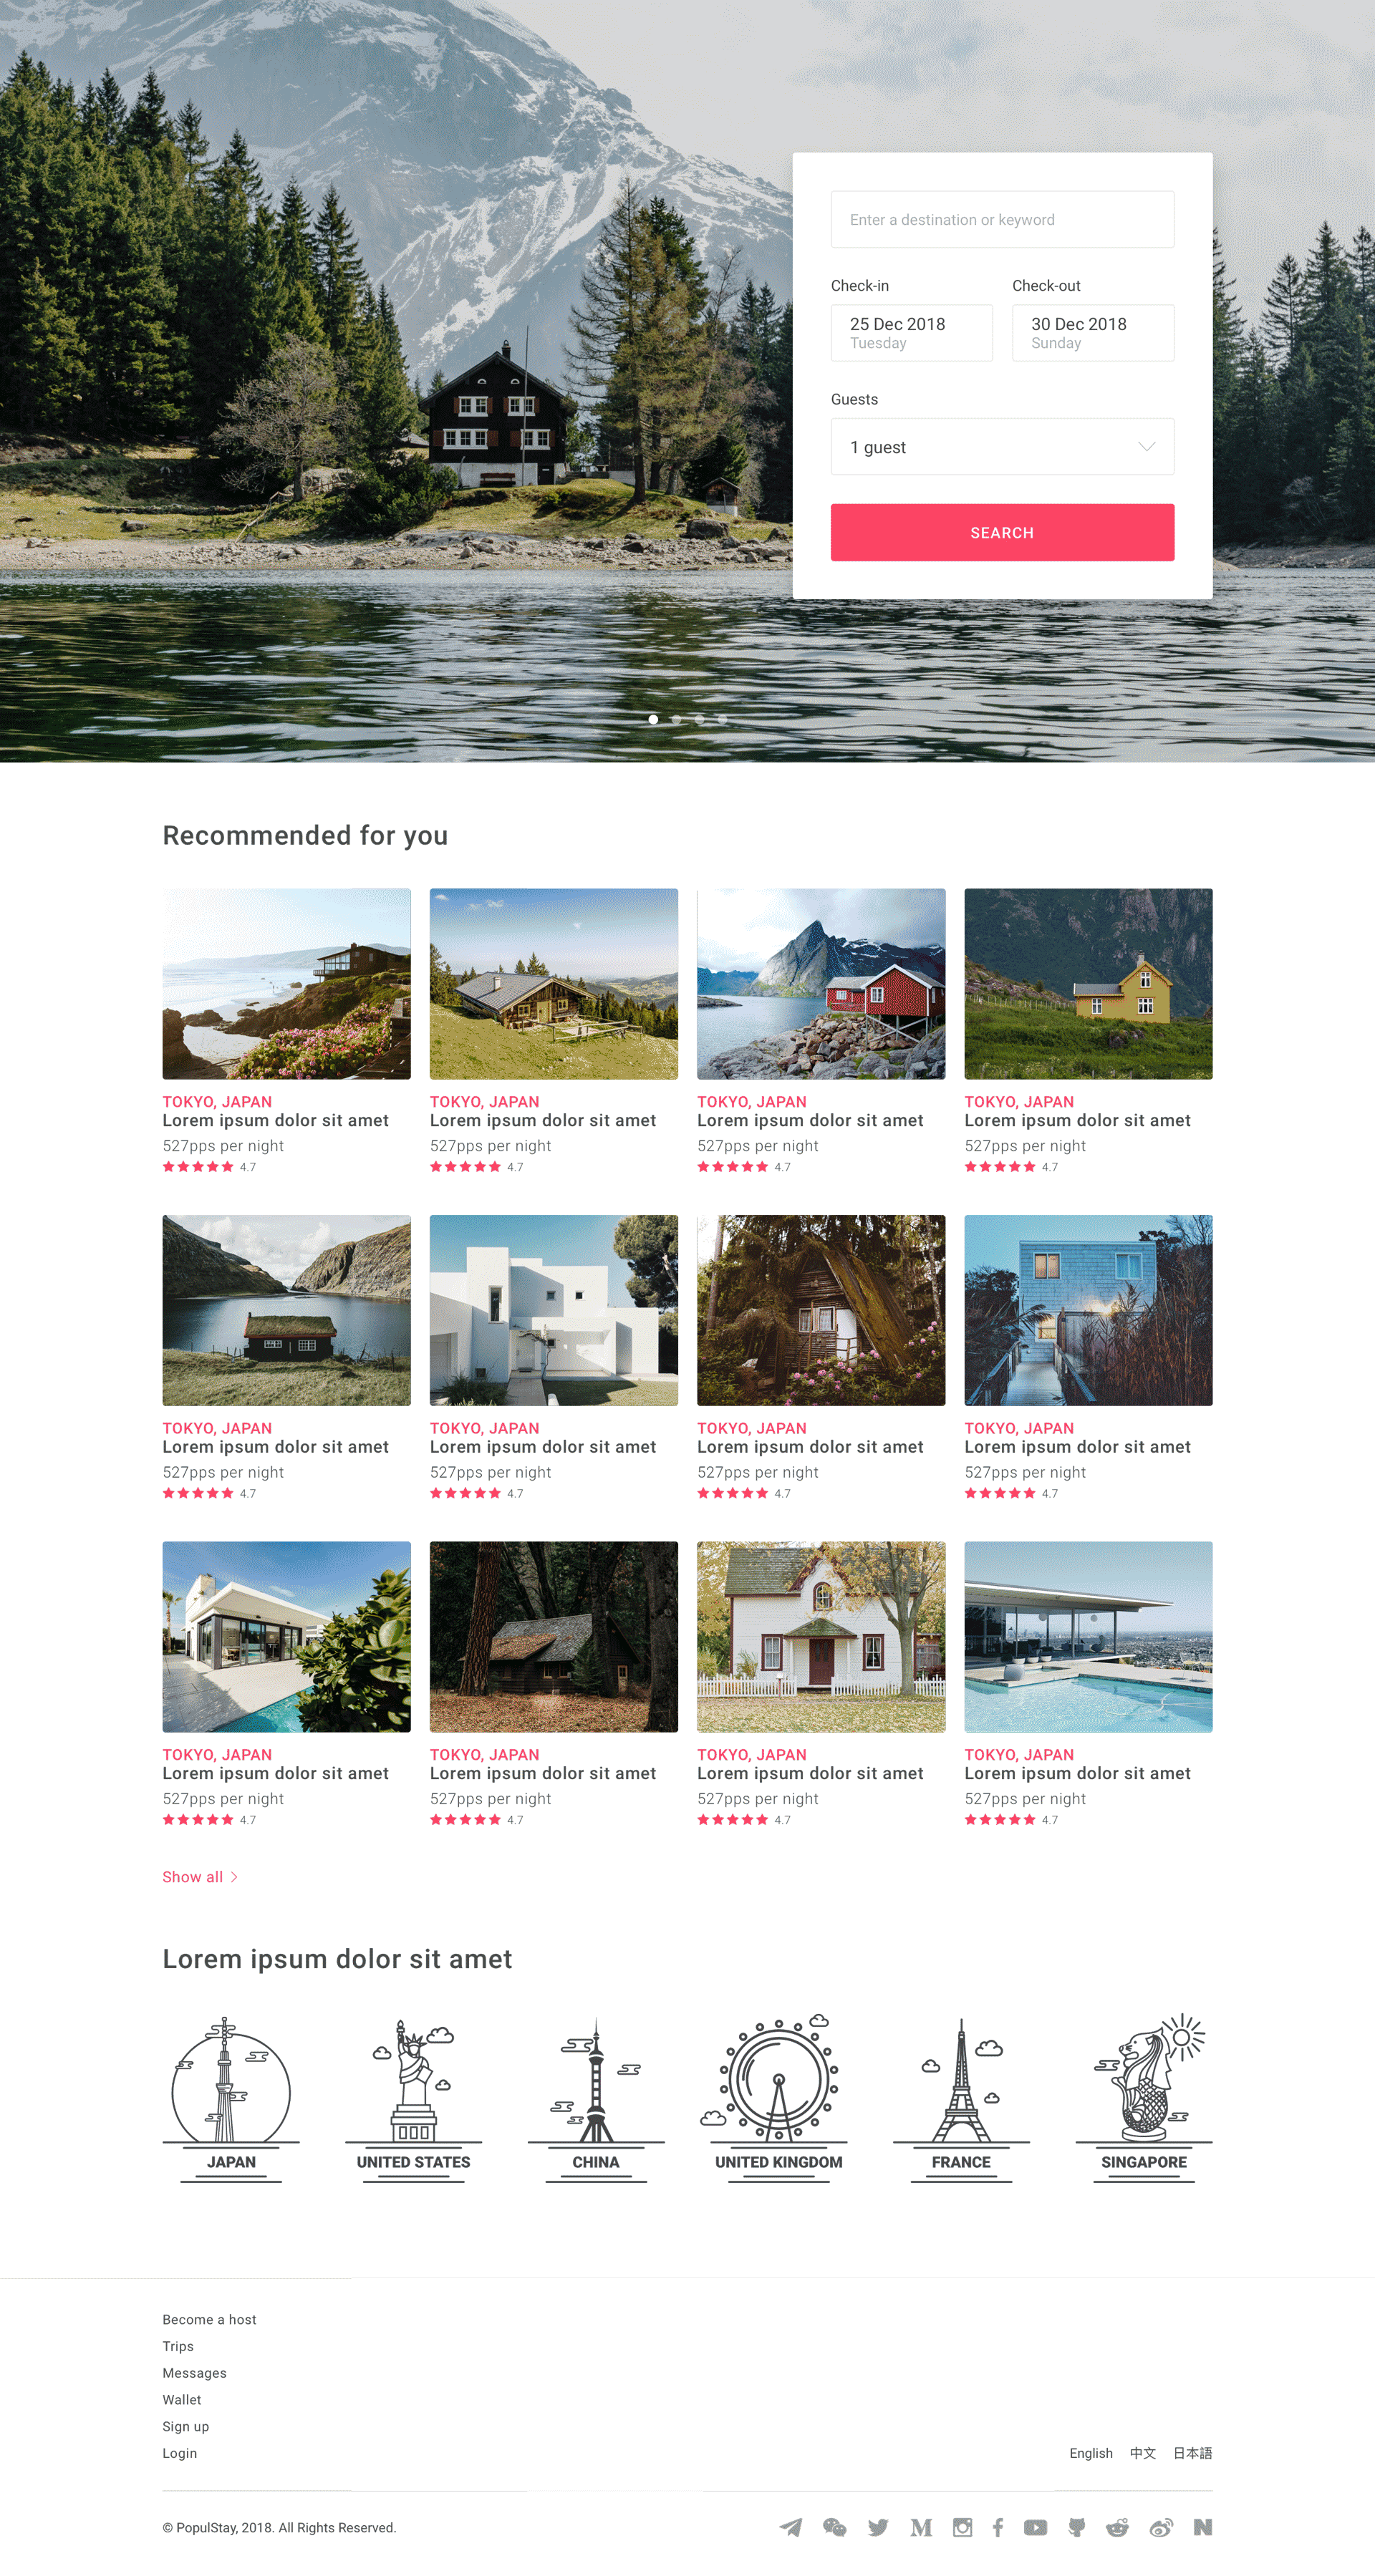 Enter a destination or keyword
Check-in
Check-out
25 Dec 2018
30 Dec 2018
Tuesday
Sunday
Guests
1 guest
SEARCH
Recommended for you
TOKYO, JAPAN
Lorem ipsum dolor sit amet
527pps per night
4.7
TOKYO, JAPAN
Lorem ipsum dolor sit amet
527pps per night
4.7
TOKYO, JAPAN
Lorem ipsum dolor sit amet
527pps per night
4.7
TOKYO, JAPAN
Lorem ipsum dolor sit amet
527pps per night
4.7
TOKYO, JAPAN
Lorem ipsum dolor sit amet
527pps per night
4.7
TOKYO, JAPAN
Lorem ipsum dolor sit amet
527pps per night
4.7
TOKYO, JAPAN
Lorem ipsum dolor sit amet
527pps per night
4.7
TOKYO, JAPAN
Lorem ipsum dolor sit amet
527pps per night
4.7
TOKYO, JAPAN
Lorem ipsum dolor sit amet
527pps per night
4.7
TOKYO, JAPAN
Lorem ipsum dolor sit amet
527pps per night
4.7
TOKYO, JAPAN
Lorem ipsum dolor sit amet
527pps per night
4.7
TOKYO, JAPAN
Lorem ipsum dolor sit amet
527pps per night
4.7
Show all
Lorem ipsum dolor sit amet
JAPAN
UNITED STATES
CHINA
UNITED KINGDOM
FRANCE
SINGAPORE
Become a host
Trips
Messages
Wallet
Sign up
Login
English 中文 日本語
© PopulStay, 2018. All Rights Reserved.